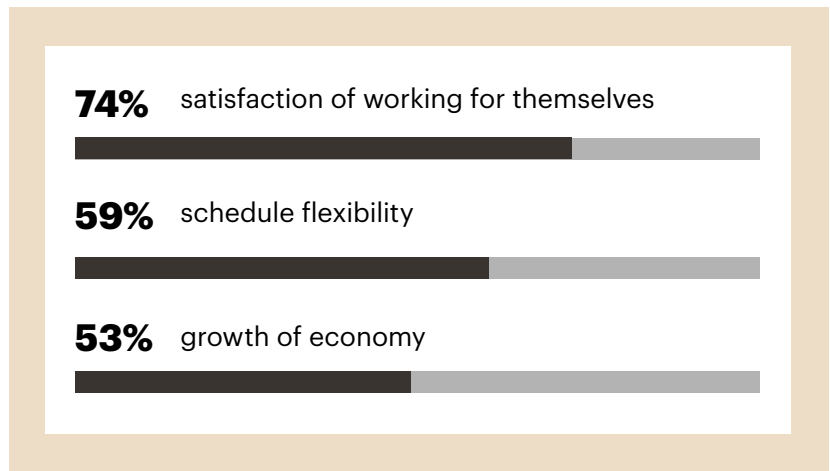 74% satisfaction of working for themselves
59% schedule flexibility
53% growth of economy